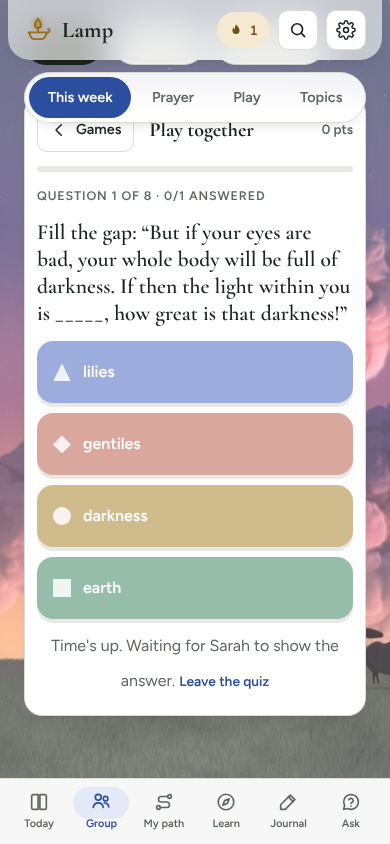 Lamp
1
This week
Prayer
Play
Topics
Games
Play together
0 pts
QUESTION 1 OF 8 · 0/1 ANSWERED
Fill the gap: “But if your eyes are
bad, your whole body will be full of
darkness. If then the light within you
is _____, how great is that darkness!”
lilies
gentiles
darkness
earth
Time's up. Waiting for Sarah to show the
answer. Leave the quiz
Today
Group
My path
Learn
Journal
Ask